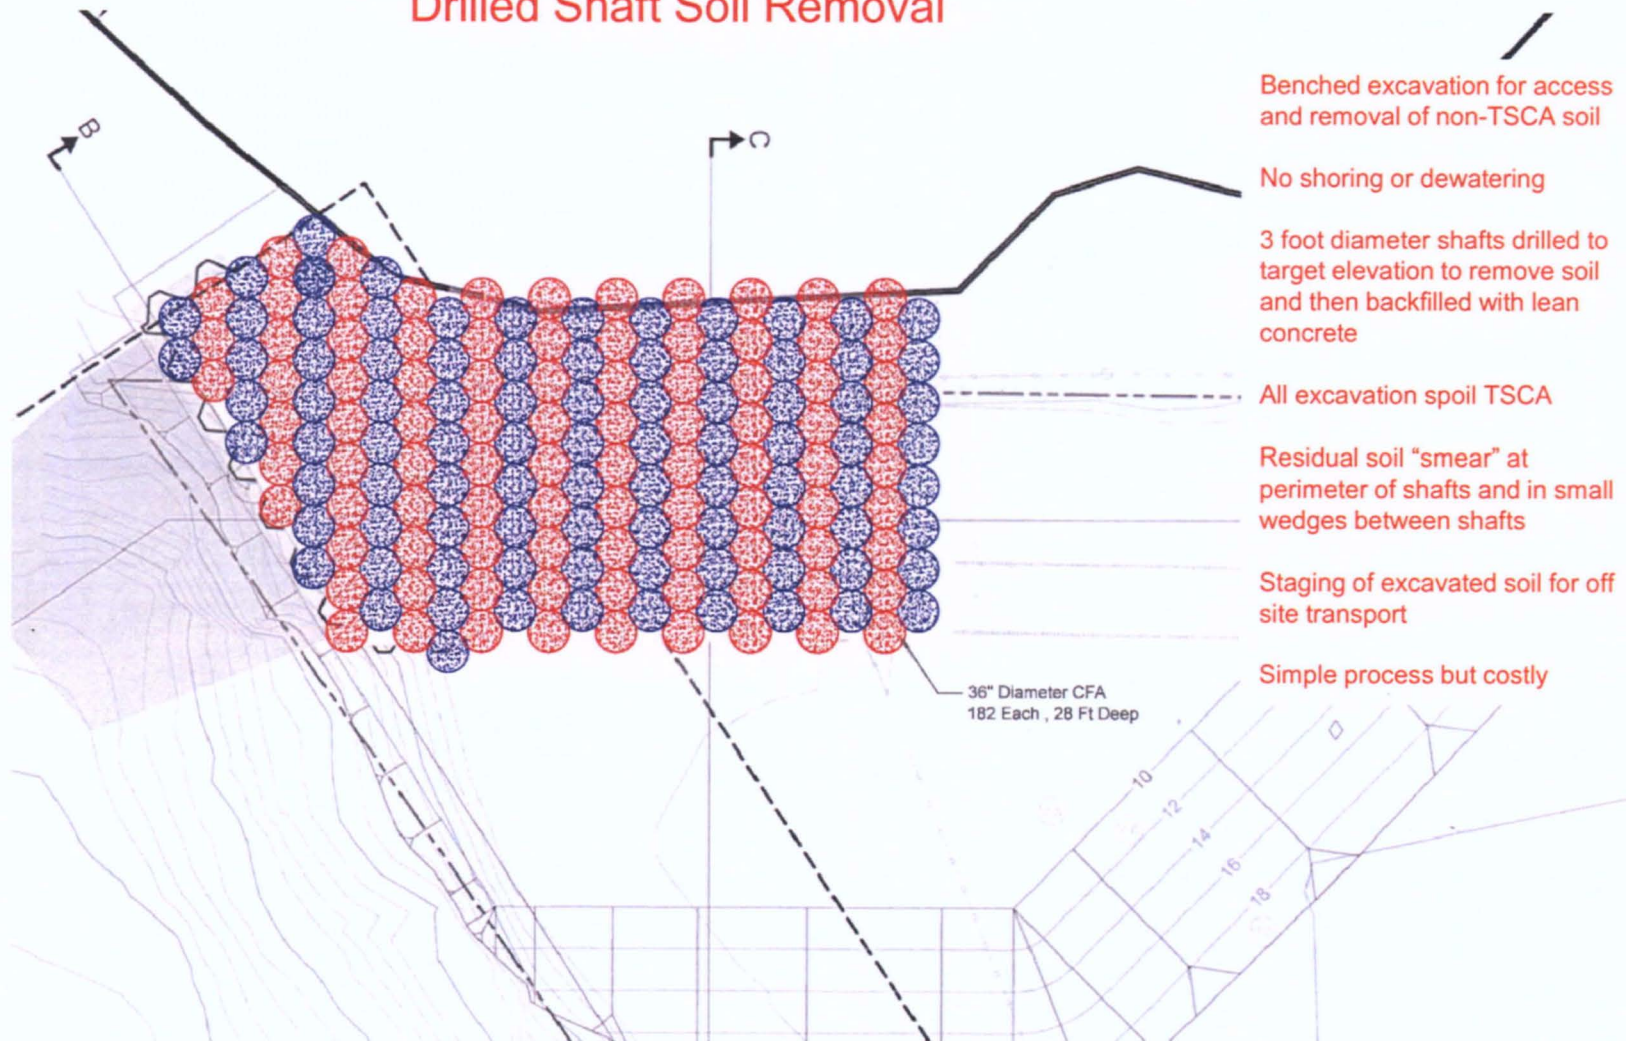 Drilled Shaft Soil Removal
B
C
Benched excavation for access
and removal of non-TSCA soil
No shoring or dewatering
3 foot diameter shafts drilled to
target elevation to remove soil
and then backfilled with lean
concrete
All excavation spoil TSCA
Residual soil “smear” at
perimeter of shafts and in small
wedges between shafts
Staging of excavated soil for off
site transport
Simple process but costly
36" Diameter CFA
182 Each , 28 Ft Deep
10
12
14
16
18